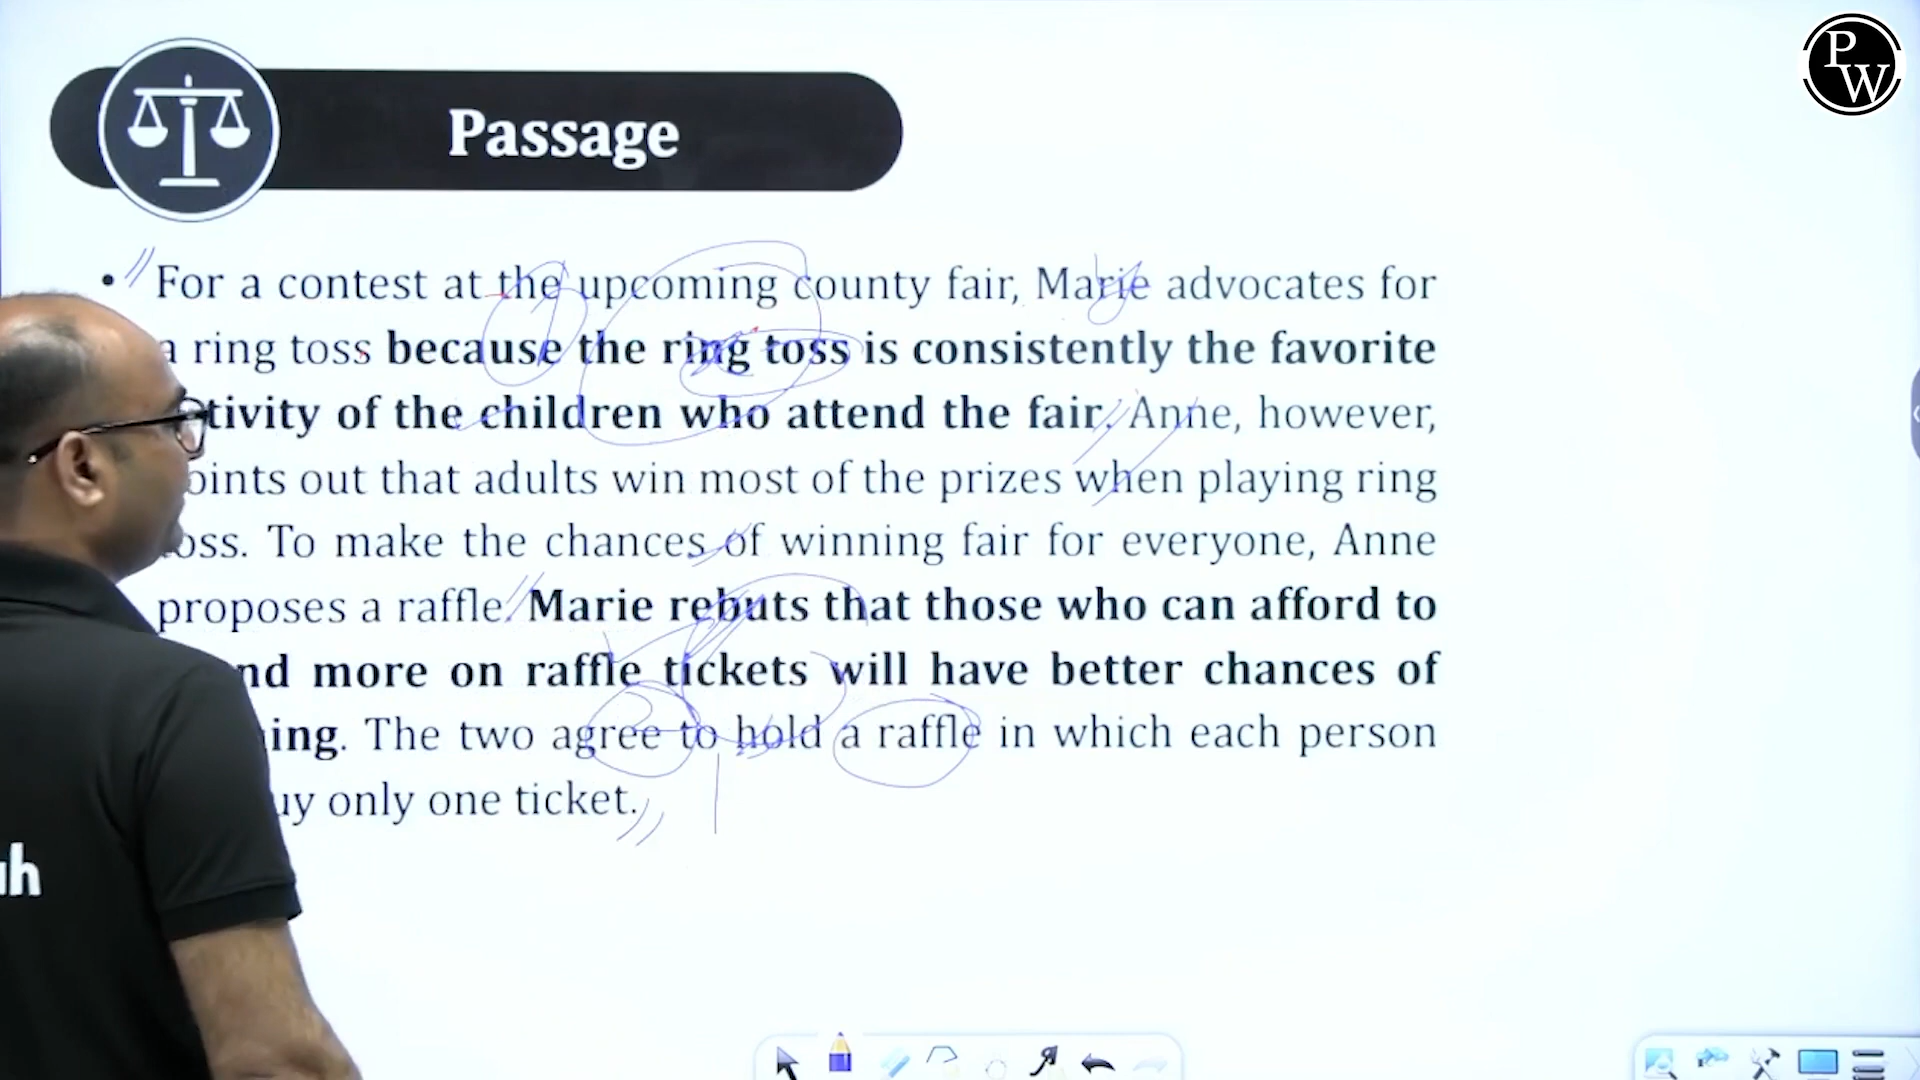 P
W
Passage
• For a contest at the upcoming county fair, Marie advocates for
a ring toss because the ring toss is consistently the favorite
tivity of the children who attend the fair. Anne, however,
oints out that adults win most of the prizes when playing ring
oss. To make the chances of winning fair for everyone, Anne
proposes a raffle. Marie rebuts that those who can afford to
nd more on raffle tickets will have better chances of
ing. The two agree to hold a raffle in which each person
uy only one ticket.
1
2
h